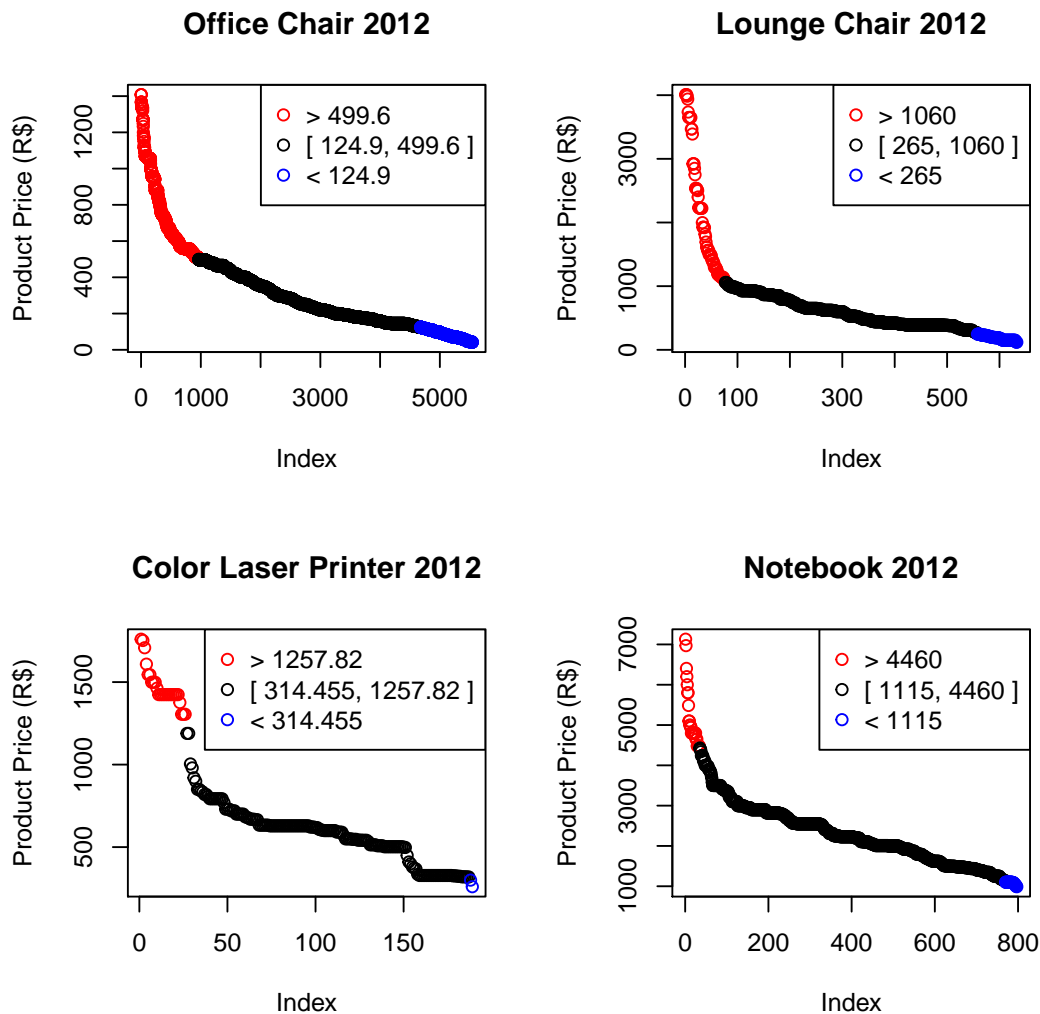 Office Chair 2012
Product Price (R$)
0 400 800 1200
> 499.6
[ 124.9, 499.6 ]
< 124.9
0 1000 3000 5000
Index
Lounge Chair 2012
Product Price (R$)
0 1000 3000
> 1060
[ 265, 1060 ]
< 265
0 100 300 500
Index
Color Laser Printer 2012
Product Price (R$)
500 1000 1500
> 1257.82
[ 314.455, 1257.82 ]
< 314.455
0 50 100 150
Index
Notebook 2012
Product Price (R$)
1000 2000 3000 4000 5000 6000 7000
> 4460
[ 1115, 4460 ]
< 1115
0 200 400 600 800
Index